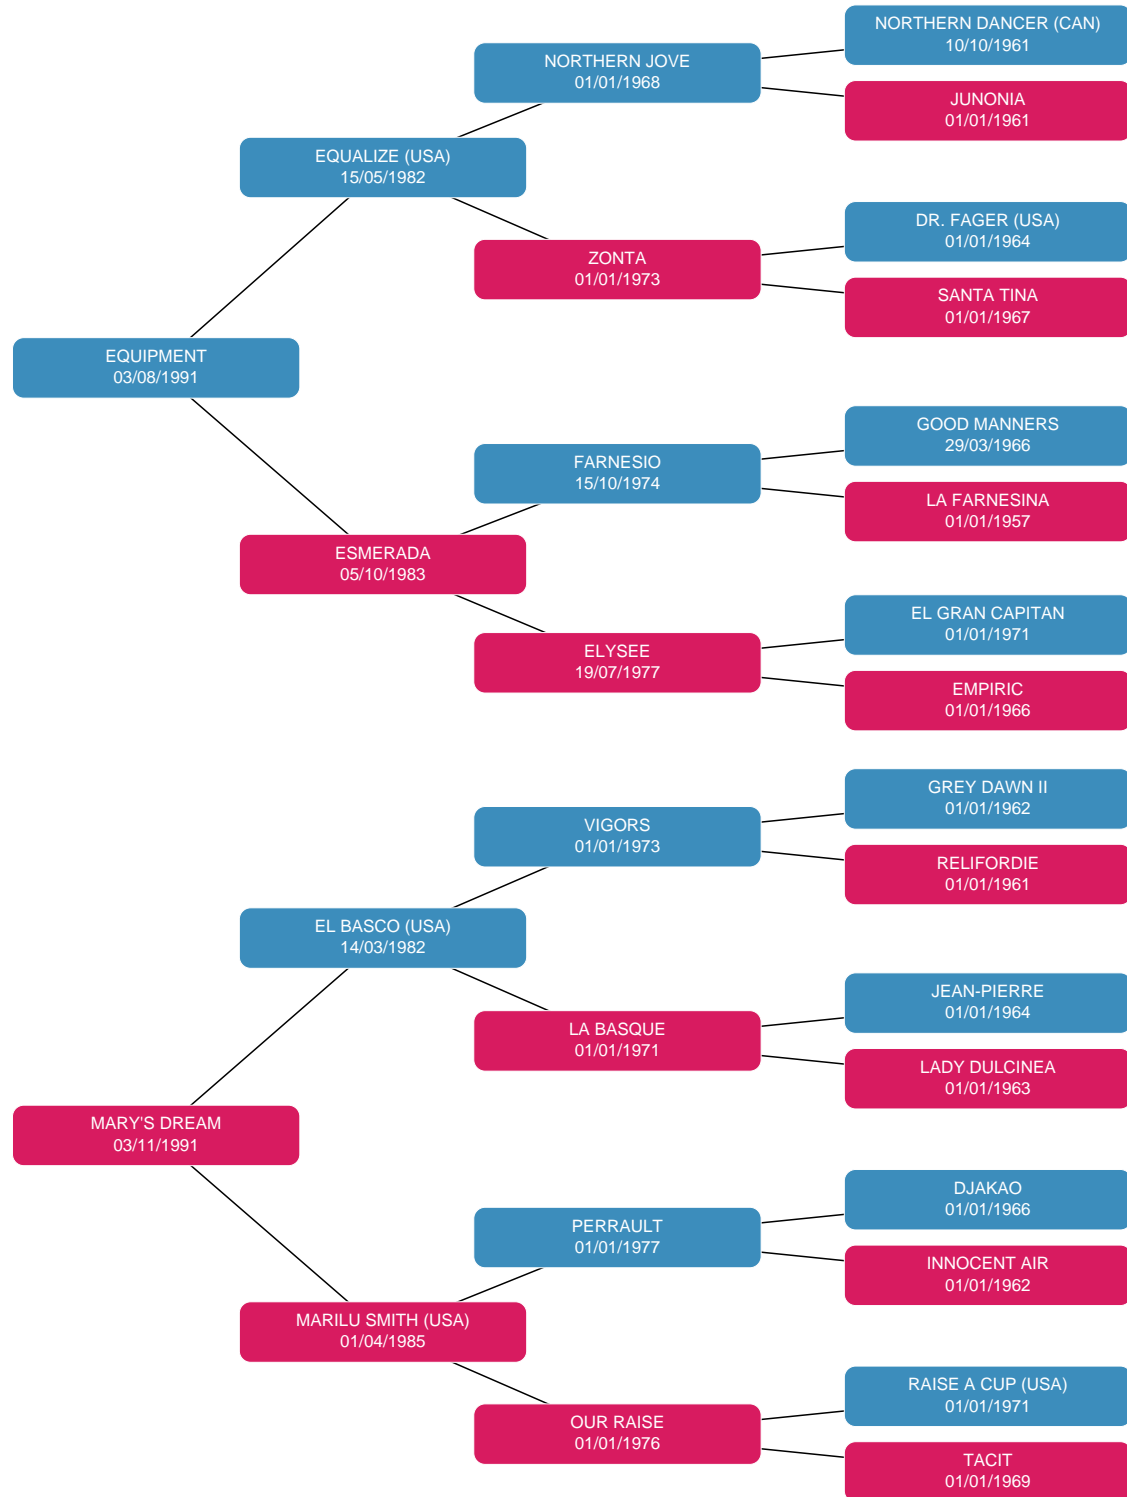 NORTHERN DANCER (CAN)
10/10/1961
NORTHERN JOVE
01/01/1968
JUNONIA
01/01/1961
EQUALIZE (USA)
15/05/1982
DR. FAGER (USA)
01/01/1964
ZONTA
01/01/1973
SANTA TINA
01/01/1967
EQUIPMENT
03/08/1991
GOOD MANNERS
29/03/1966
FARNESIO
15/10/1974
LA FARNESINA
01/01/1957
ESMERADA
05/10/1983
EL GRAN CAPITAN
01/01/1971
ELYSEE
19/07/1977
EMPIRIC
01/01/1966
GREY DAWN II
01/01/1962
VIGORS
01/01/1973
RELIFORDIE
01/01/1961
EL BASCO (USA)
14/03/1982
JEAN-PIERRE
01/01/1964
LA BASQUE
01/01/1971
LADY DULCINEA
01/01/1963
MARY'S DREAM
03/11/1991
DJAKAO
01/01/1966
PERRAULT
01/01/1977
INNOCENT AIR
01/01/1962
MARILU SMITH (USA)
01/04/1985
RAISE A CUP (USA)
01/01/1971
OUR RAISE
01/01/1976
TACIT
01/01/1969